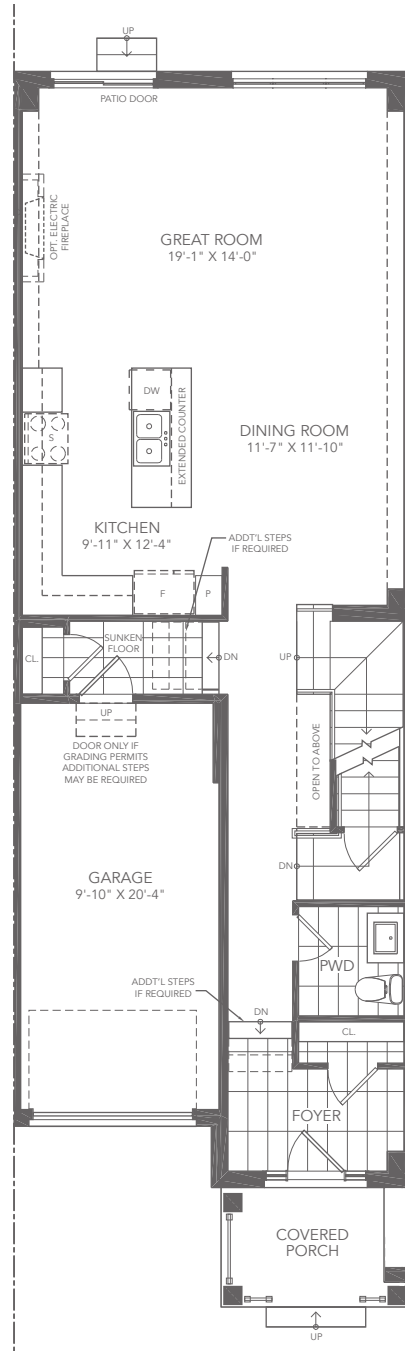 UP
PATIO DOOR
OPT. ELECTRIC
FIREPLACE
GREAT ROOM
19'-1" X 14'-0"
DW
EXTENDED COUNTER
S
DINING ROOM
11'-7" X 11'-10"
KITCHEN
9'-11" X 12'-4"
ADDT'L STEPS
IF REQUIRED
F
P
CL.
SUNKEN
FLOOR
DN
UP
UP
DOOR ONLY IF
GRADING PERMITS
ADDITIONAL STEPS
MAY BE REQUIRED
OPEN TO ABOVE
DN
GARAGE
9'-10" X 20'-4"
PWD
ADDT'L STEPS
IF REQUIRED
DN
CL.
FOYER
COVERED
PORCH
UP